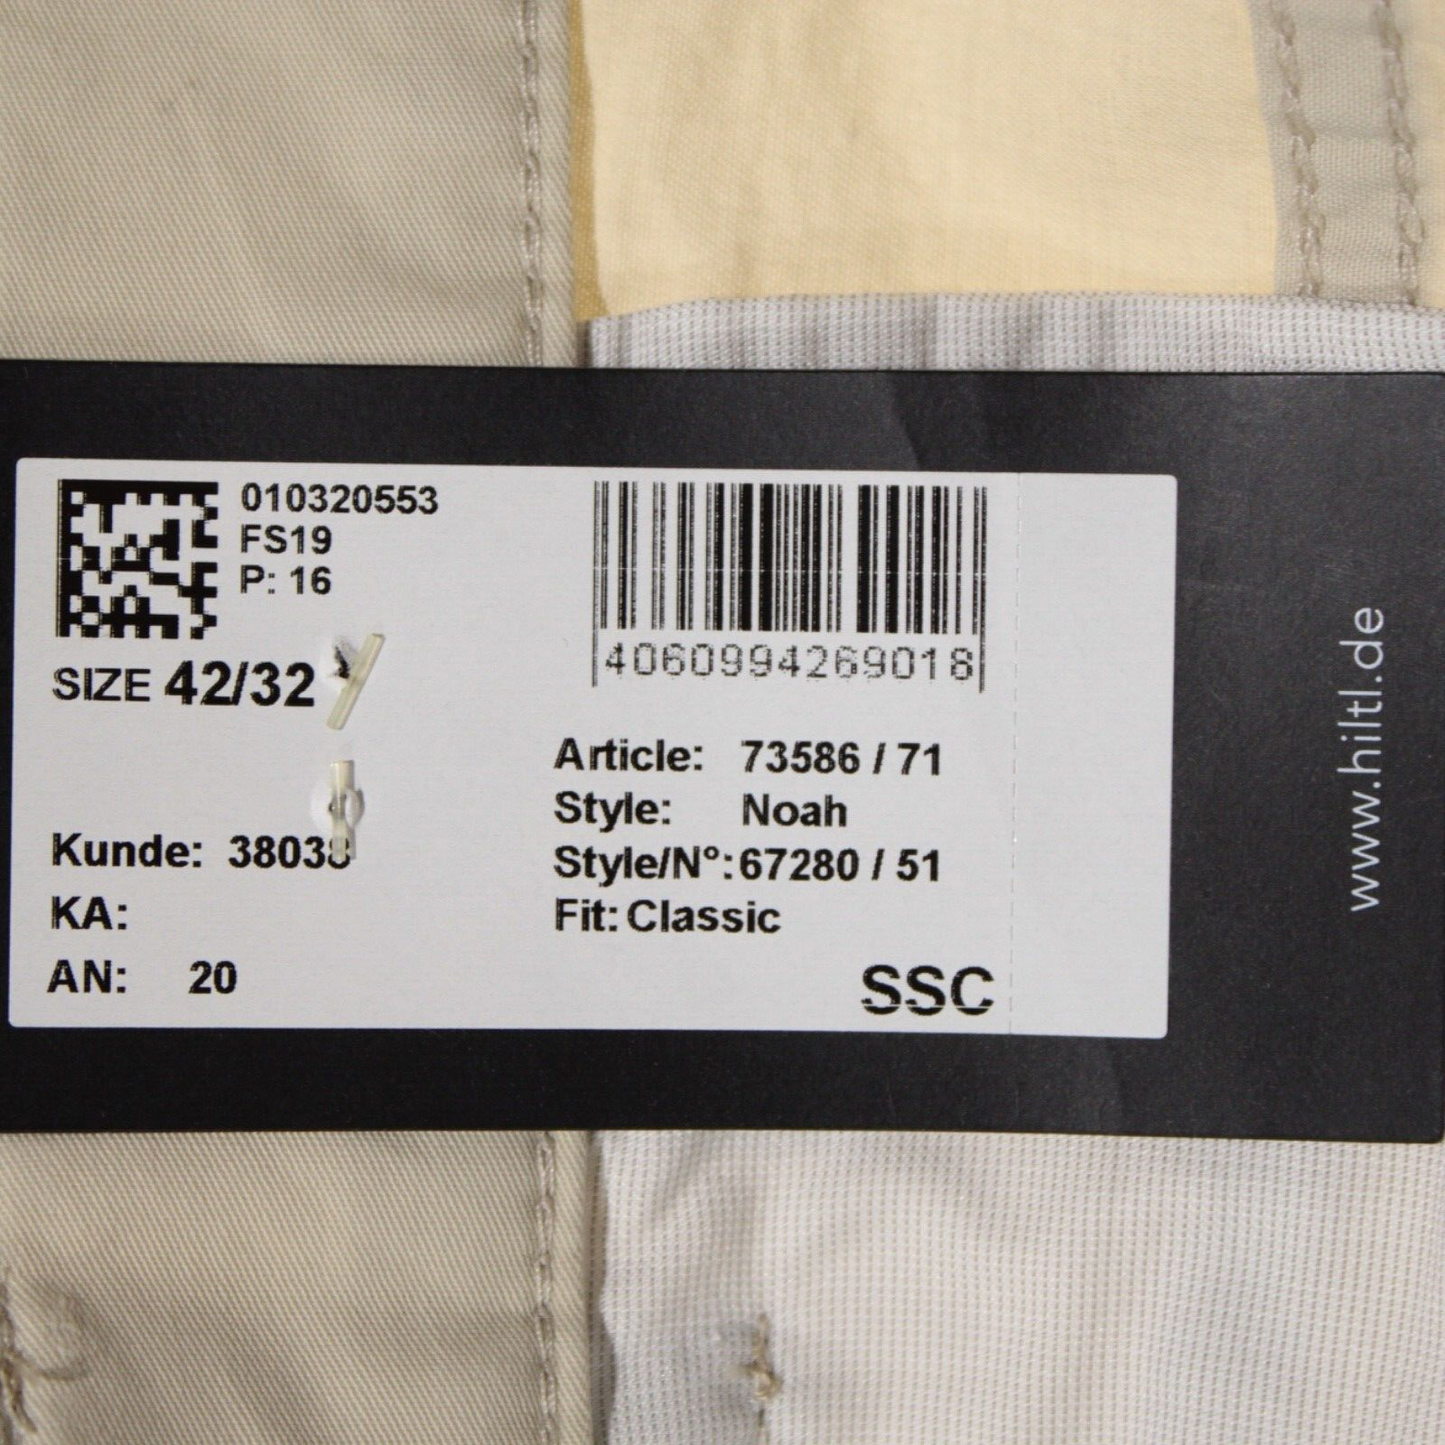 010320553
FS19
P: 16
SIZE 42/32
4060994269018
Article: 73586 / 71
Style: Noah
Style/N°: 67280 / 51
Fit: Classic
Kunde: 38038
KA:
AN: 20
SSC
www.hiltl.de